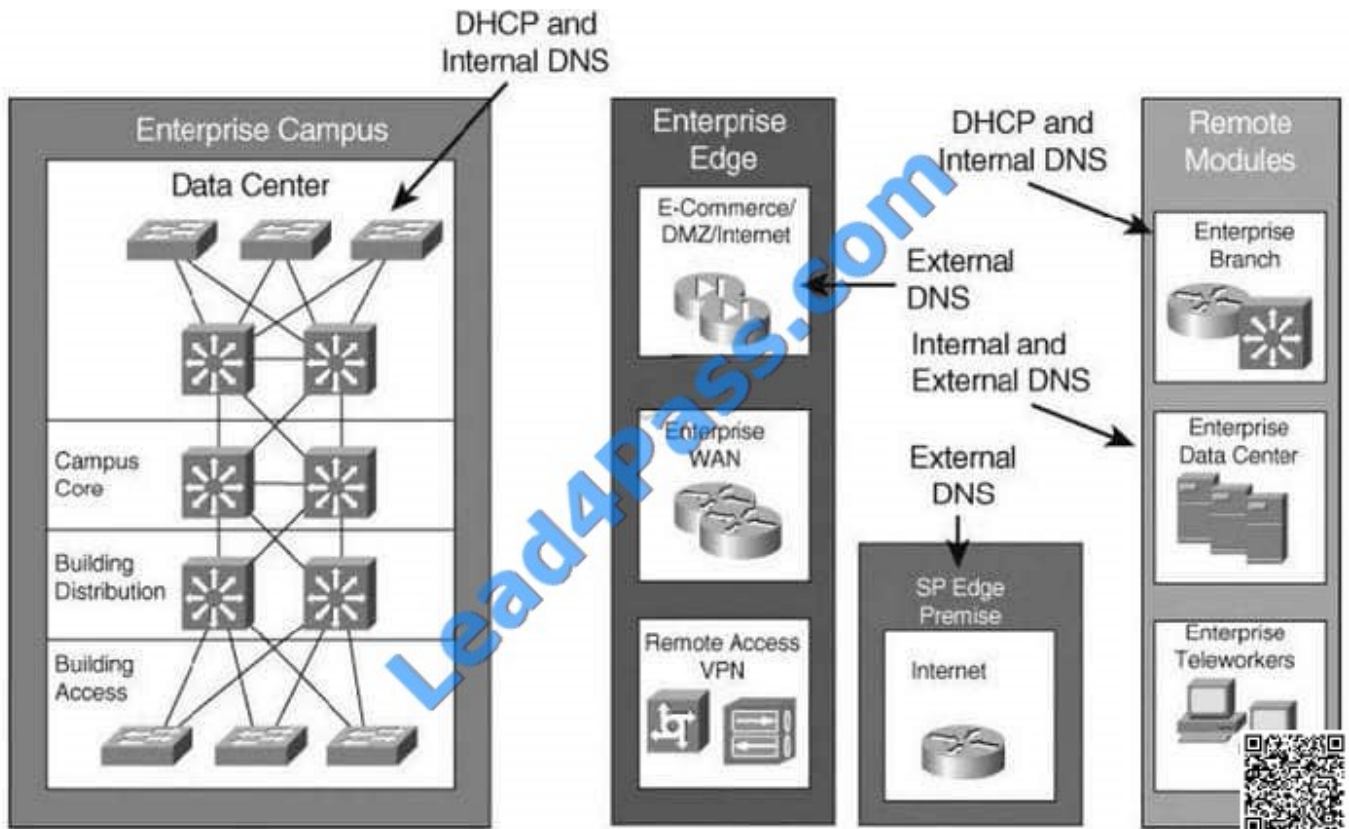 DHCP and
Internal DNS
Enterprise Campus
Data Center
Campus
Core
Building
Distribution
Building
Access
Enterprise
Edge
E-Commerce/
DMZ/Internet
Enterprise
WAN
Remote Access
VPN
External
DNS
External
DNS
SP Edge
Premise
Internet
DHCP and
Internal DNS
Internal and
External DNS
Remote
Modules
Enterprise
Branch
Enterprise
Data Center
Enterprise
Teleworkers
Lead4Pass.com